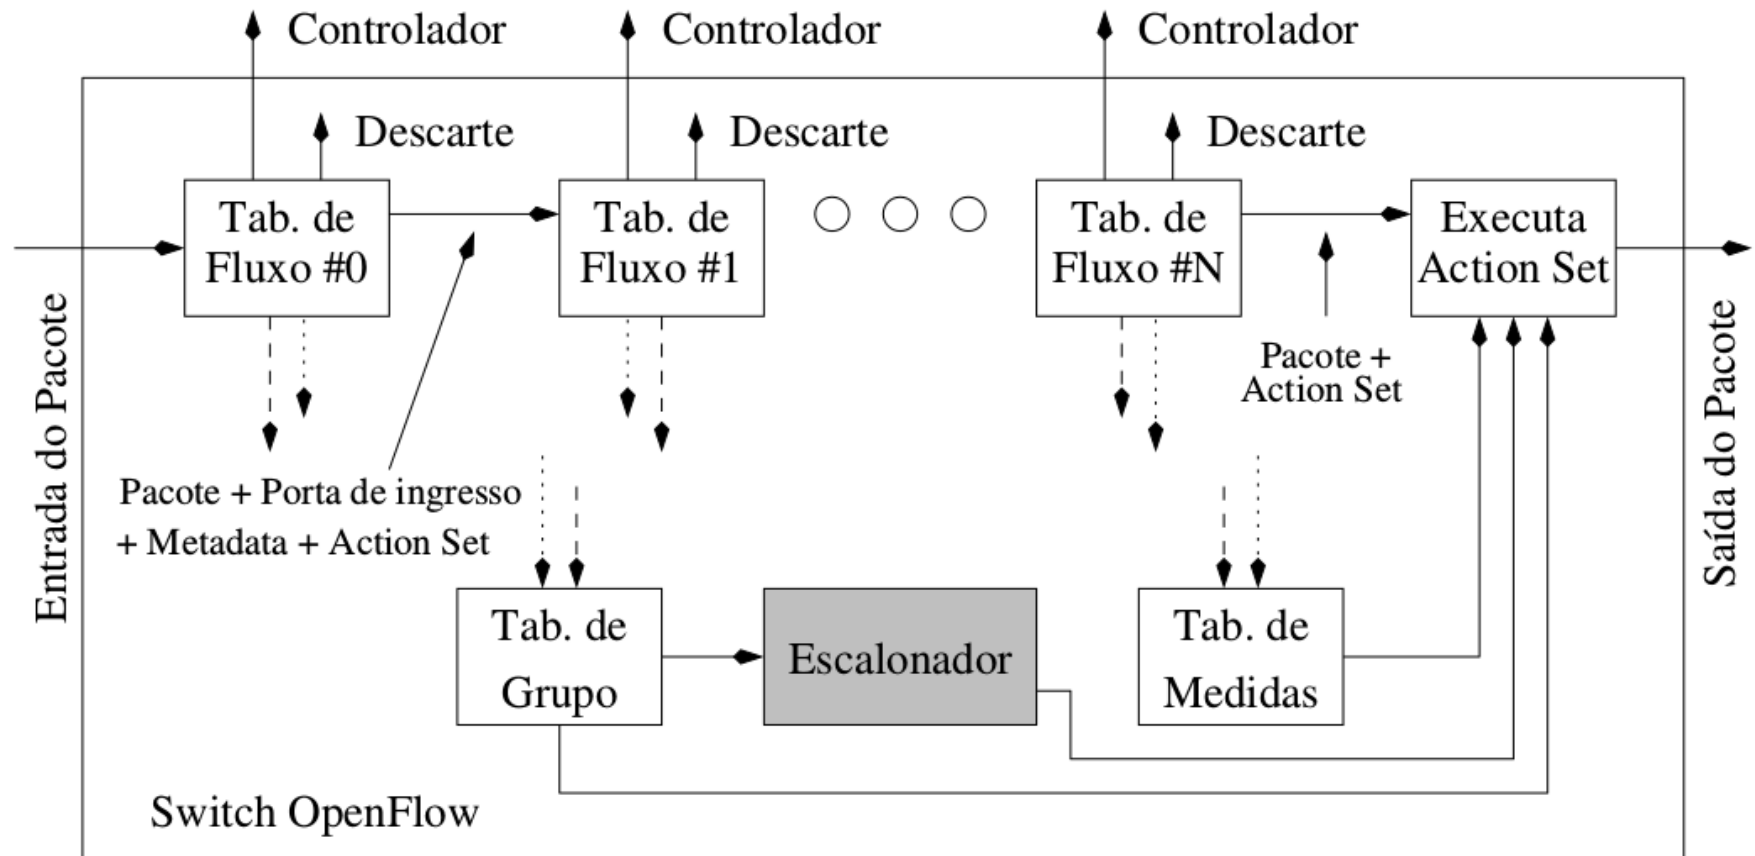 Controlador
Controlador
Controlador
Descarte
Descarte
Descarte
Tab. de
Fluxo #0
Tab. de
Fluxo #1
Tab. de
Fluxo #N
Executa
Action Set
Pacote +
Action Set
Entrada do Pacote
Saída do Pacote
Pacote + Porta de ingresso
+ Metadata + Action Set
Tab. de
Grupo
Escalonador
Tab. de
Medidas
Switch OpenFlow